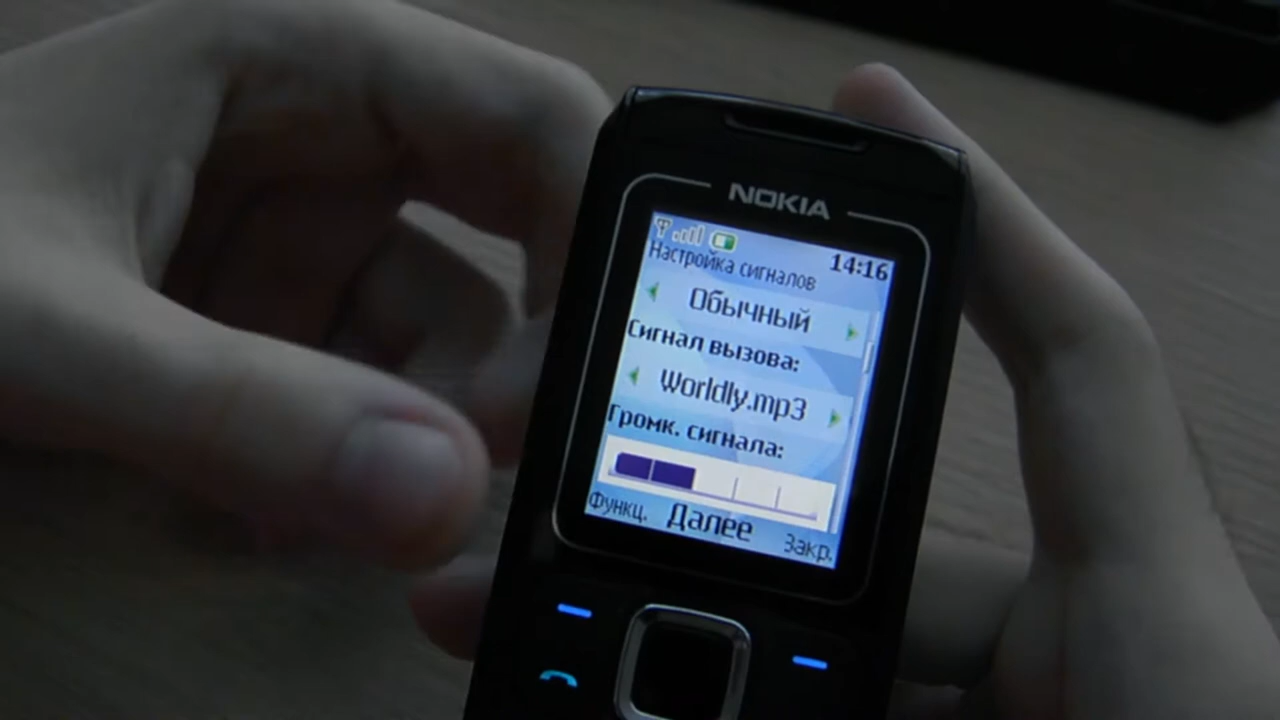 NOKIA
14:16
Настройка сигналов
Обычный
Сигнал вызова:
Worldly.mp3
Громк. сигнала:
Функц. Далее Закр.